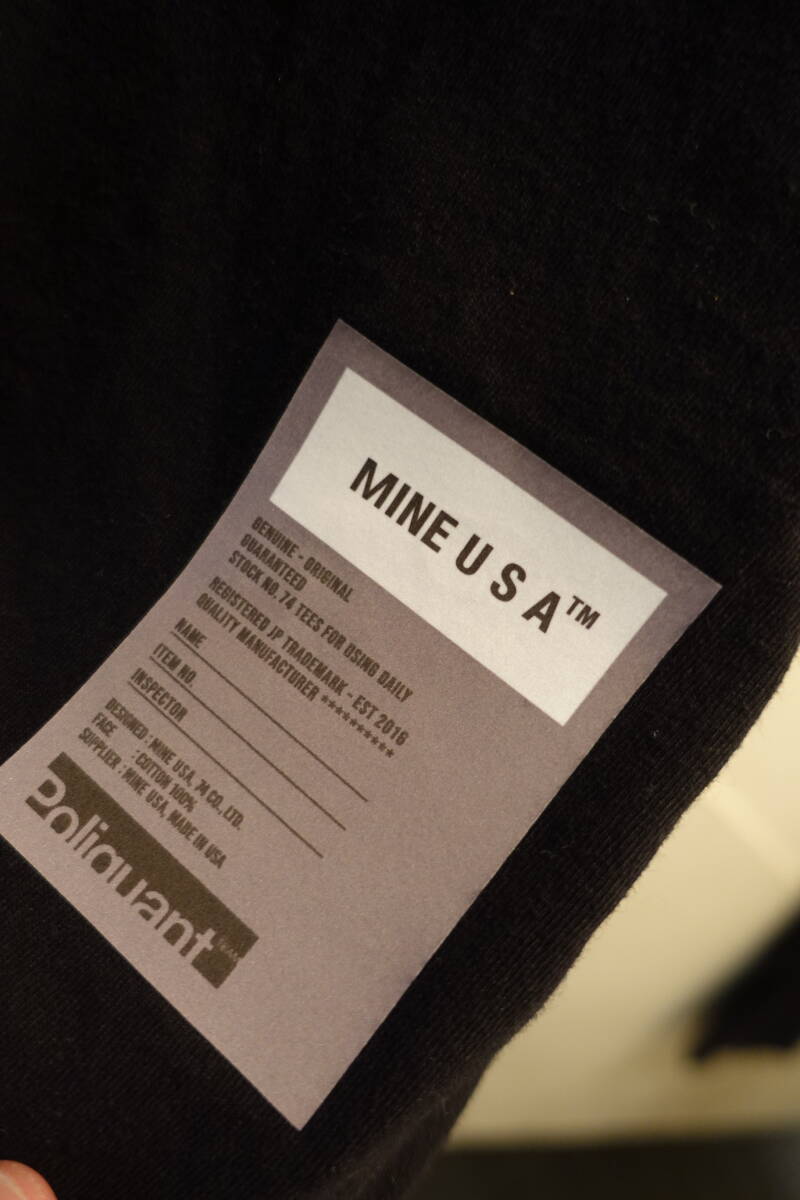 MINE U S A™
GENUINE - ORIGINAL
GUARANTEED
STOCK NO. 74 TEES FOR USING DAILY
REGISTERED JP TRADEMARK - EST 2016
QUALITY MANUFACTURER **********
NAME
ITEM NO.
INSPECTOR
DESIGNED : MINE USA, 74 CO., LTD.
FACE : COTTON 100%
SUPPLIER : MINE USA, MADE IN USA
Poliquant